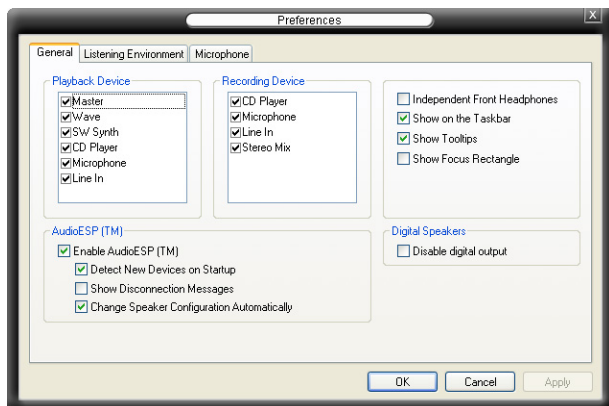 Preferences
X
General
Listening Environment
Microphone
Playback Device
Master
Wave
SW Synth
CD Player
Microphone
Line In
Recording Device
CD Player
Microphone
Line In
Stereo Mix
Independent Front Headphones
Show on the Taskbar
Show Tooltips
Show Focus Rectangle
AudioESP (TM)
Enable AudioESP (TM)
Detect New Devices on Startup
Show Disconnection Messages
Change Speaker Configuration Automatically
Digital Speakers
Disable digital output
OK
Cancel
Apply